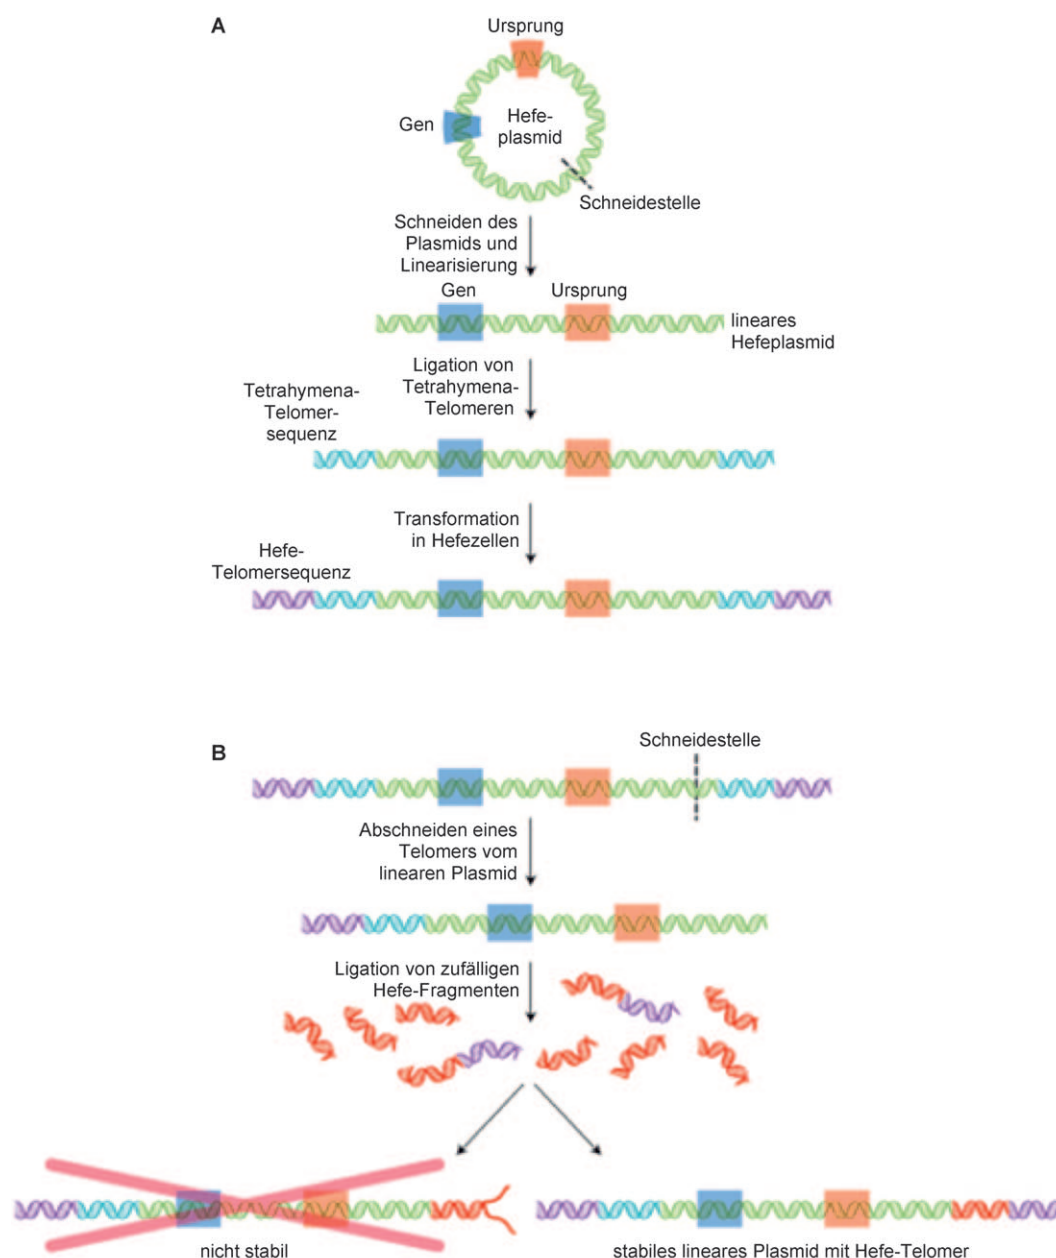 A
Ursprung
Gen
Hefe-
plasmid
Schneidestelle
Schneiden des
Plasmids und
Linearisierung
Gen
Ursprung
lineares
Hefeplasmid
Ligation von
Tetrahymena-
Telomeren
Tetrahymena-
Telomer-
sequenz
Transformation
in Hefezellen
Hefe-
Telomersequenz
B
Schneidestelle
Abschneiden eines
Telomers vom
linearen Plasmid
Ligation von zufälligen
Hefe-Fragmenten
nicht stabil
stabiles lineares Plasmid mit Hefe-Telomer